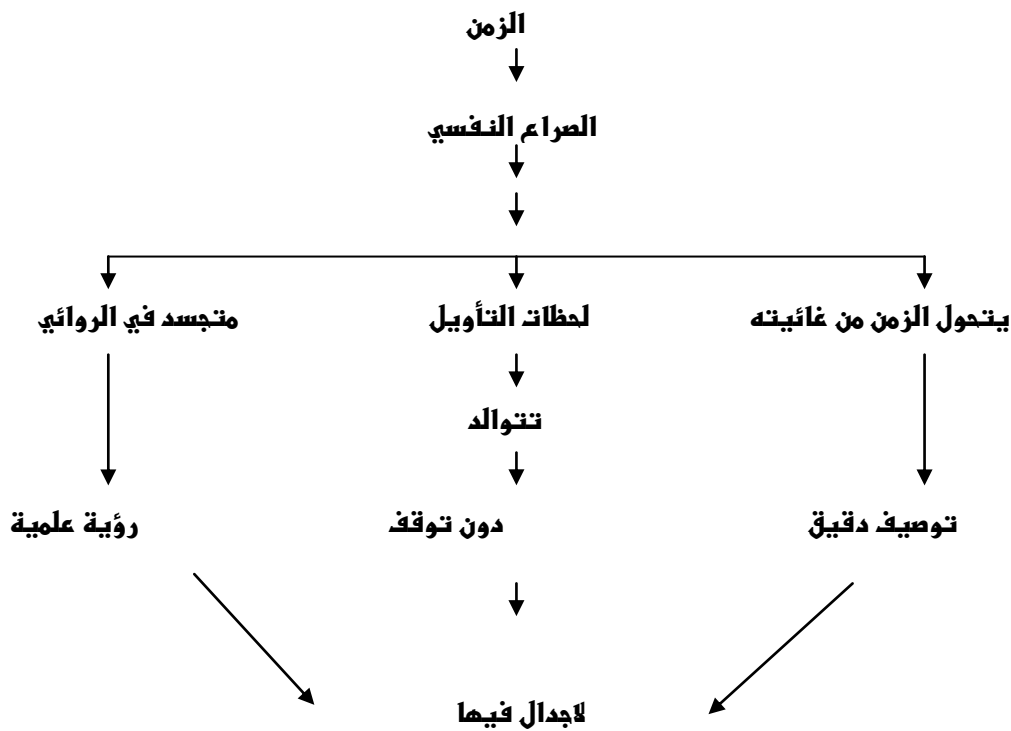 الزمن
الصراع النفسي
يتحول الزمن من غائيته لحظات التأويل متجسد في الروائي
تتوالد
توصيف دقيق دون توقف رؤية علمية
لاجدال فيها